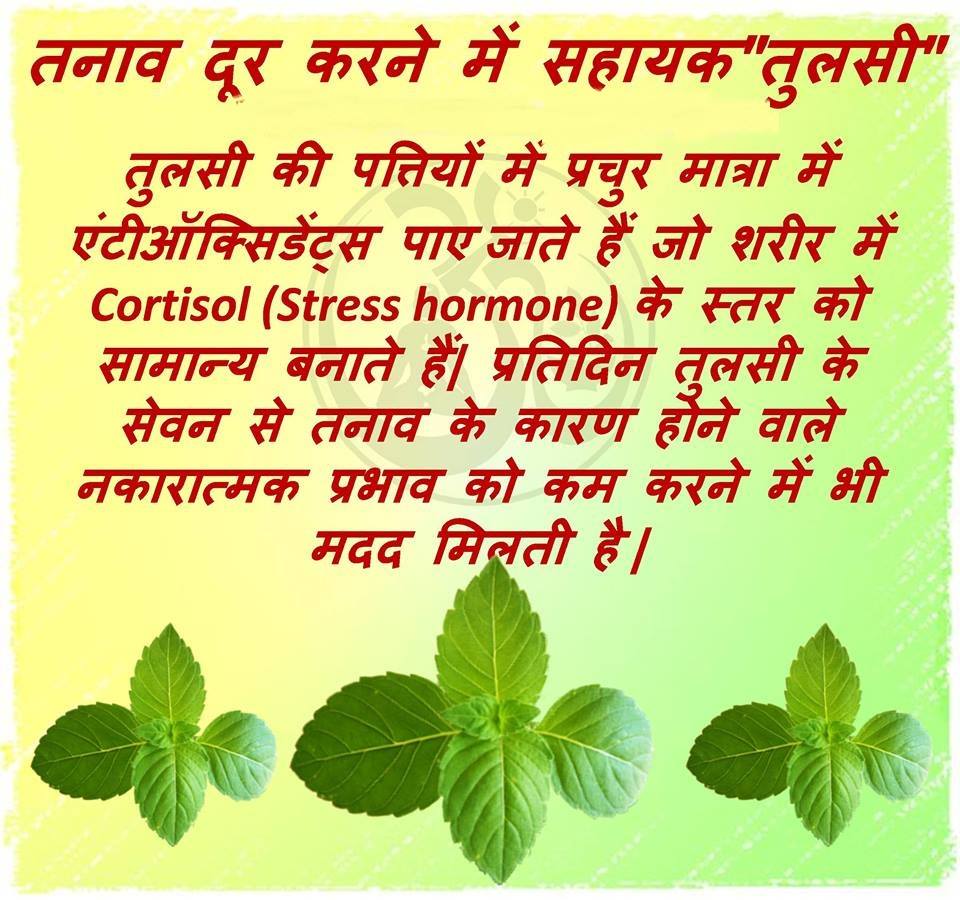 तनाव दूर करने में सहायक"तुलसी"
तुलसी की पत्तियों में प्रचुर मात्रा में
एंटीऑक्सिडेंट्स पाए जाते हैं जो शरीर में
Cortisol (Stress hormone) के स्तर को
सामान्य बनाते हैं| प्रतिदिन तुलसी के
सेवन से तनाव के कारण होने वाले
नकारात्मक प्रभाव को कम करने में भी
मदद मिलती है|